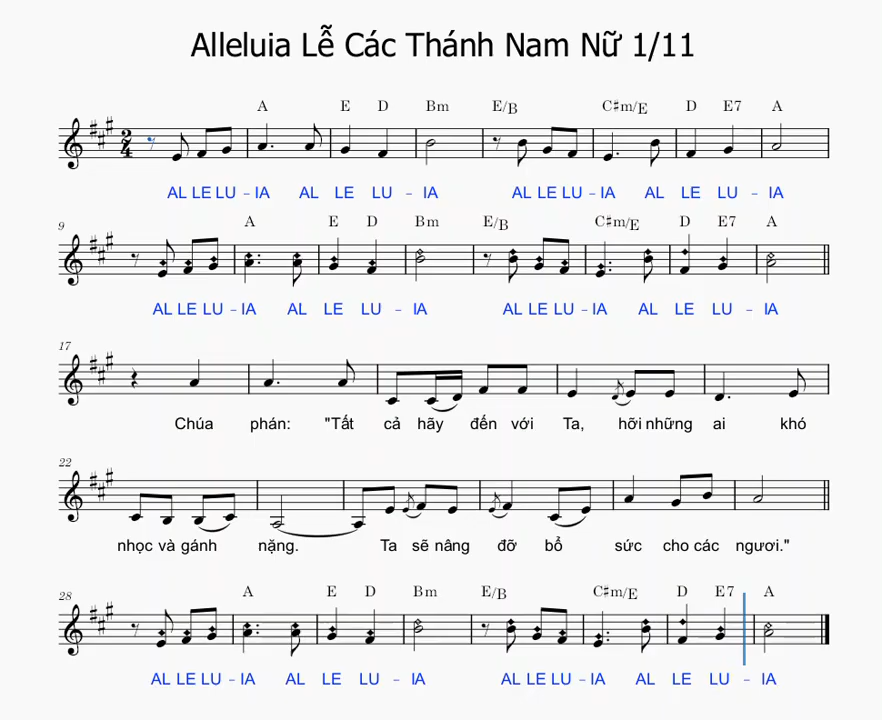 Alleluia Lễ Các Thánh Nam Nữ 1/11
A E D Bm E/B C♯m/E D E7 A
2/4
AL LE LU - IA AL LE LU - IA AL LE LU - IA AL LE LU - IA
9
A E D Bm E/B C♯m/E D E7 A
AL LE LU - IA AL LE LU - IA AL LE LU - IA AL LE LU - IA
17
Chúa phán: "Tất cả hãy đến với Ta, hỡi những ai khó
22
nhọc và gánh nặng. Ta sẽ nâng đỡ bổ sức cho các ngươi."
28
A E D Bm E/B C♯m/E D E7 A
AL LE LU - IA AL LE LU - IA AL LE LU - IA AL LE LU - IA